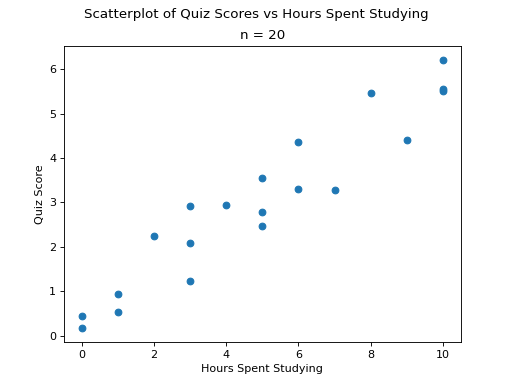 Scatterplot of Quiz Scores vs Hours Spent Studying
n = 20
6
5
4
3
2
1
0
Quiz Score
0 2 4 6 8 10
Hours Spent Studying